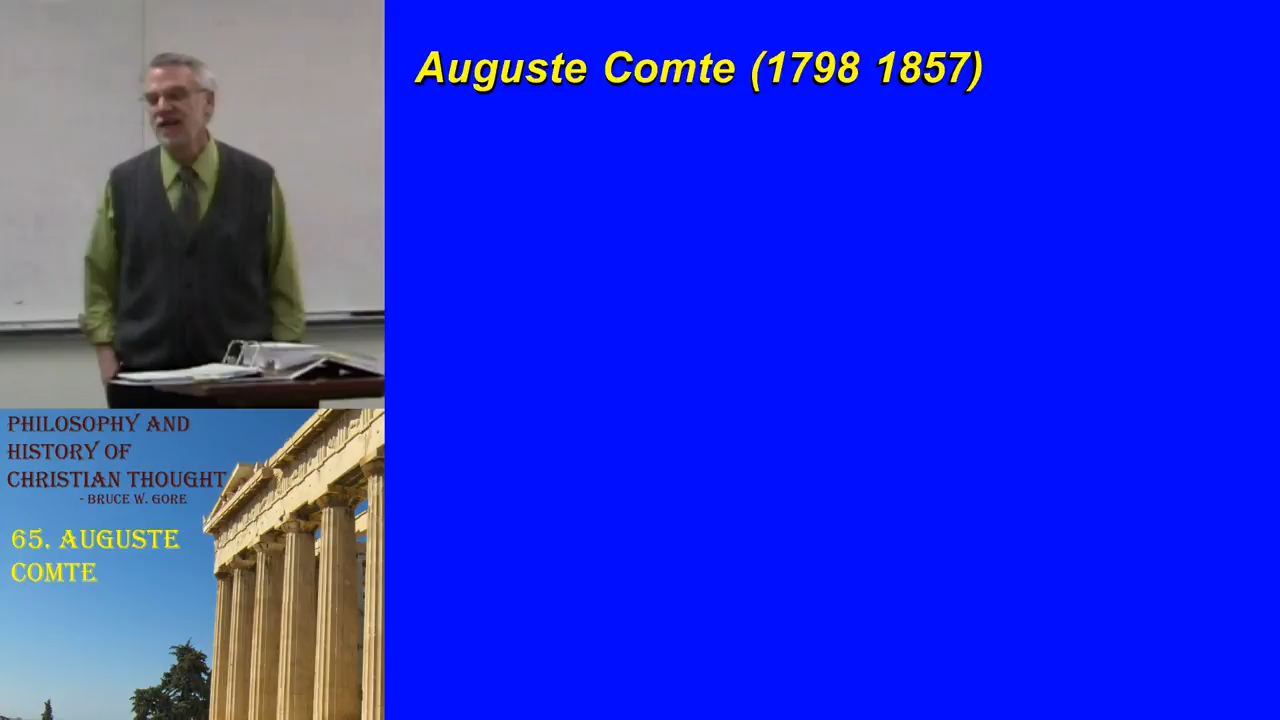 Auguste Comte (1798 1857)
PHILOSOPHY AND
HISTORY OF
CHRISTIAN THOUGHT
- BRUCE W. GORE
65. AUGUSTE
COMTE